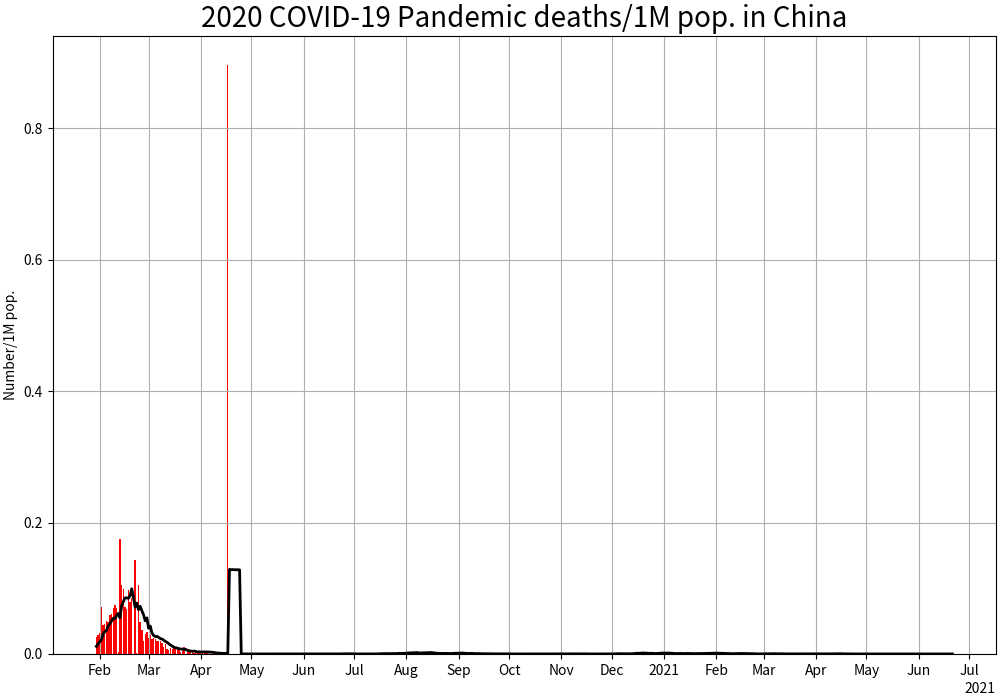 2020 COVID-19 Pandemic deaths/1M pop. in China
Number/1M pop.
0.8
0.6
0.4
0.2
0.0
Feb Mar Apr May Jun Jul Aug Sep Oct Nov Dec 2021 Feb Mar Apr May Jun Jul
2021